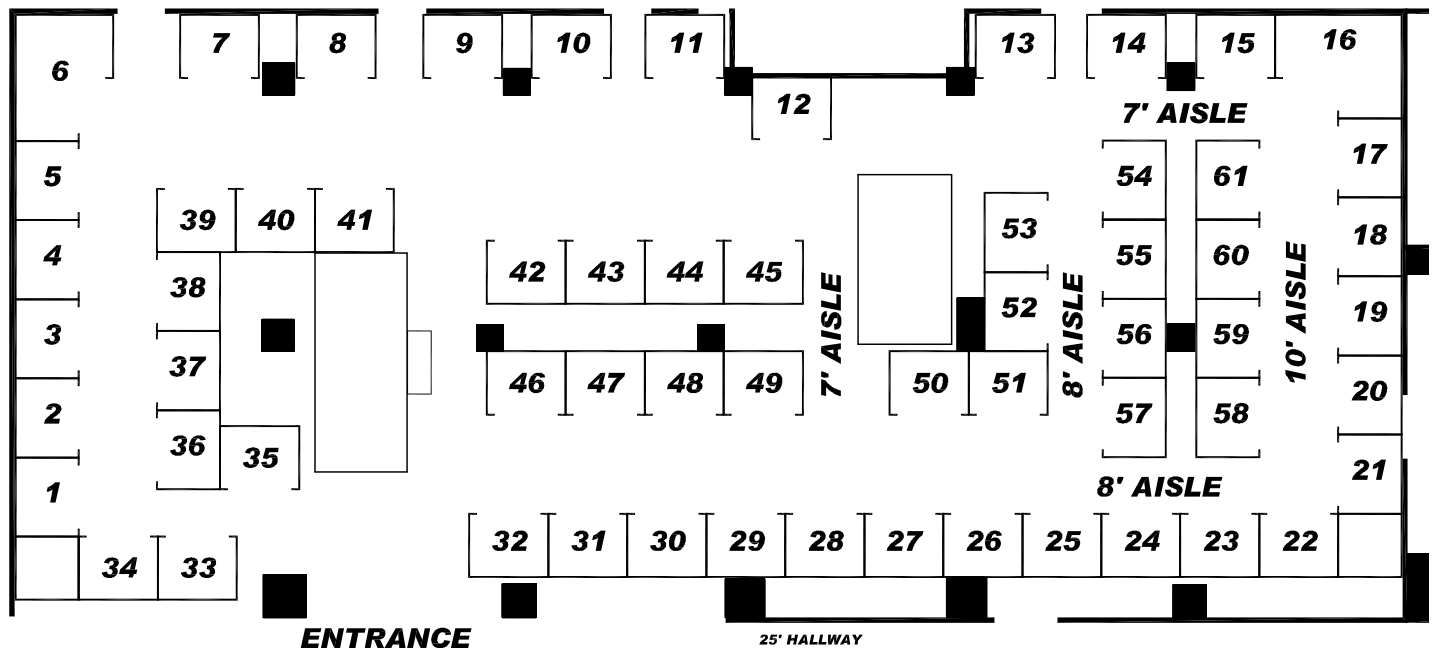 6 7 8 9 10 11 13 14 15 16
12
7' AISLE
5 39 40 41 54 61 17
53
4 38 42 43 44 45 55 60 18
3 37 7' AISLE 52 8' AISLE 56 59 10' AISLE 19
2 46 47 48 49 50 51 57 58 20
36 35
1 8' AISLE 21
34 33 32 31 30 29 28 27 26 25 24 23 22
ENTRANCE 25' HALLWAY